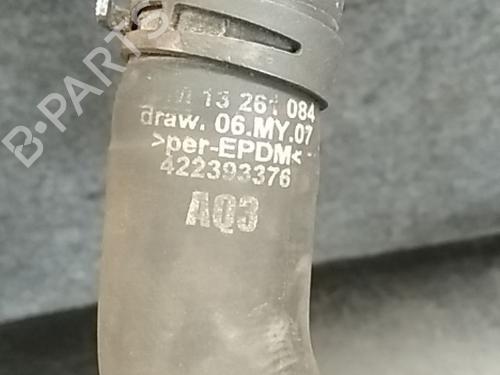 13 261 084
draw. 06.MY.07
>per-EPDM<
422393376
AQ3
B-PARTS